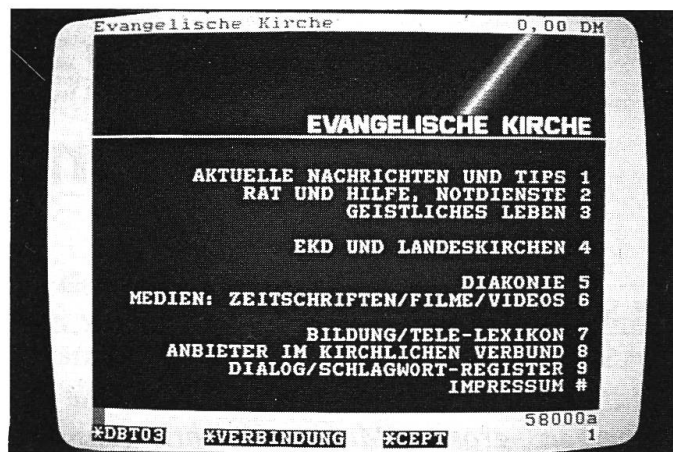 Evangelische Kirche 0,00 DM
EVANGELISCHE KIRCHE
AKTUELLE NACHRICHTEN UND TIPS 1
RAT UND HILFE, NOTDIENSTE 2
GEISTLICHES LEBEN 3
EKD UND LANDESKIRCHEN 4
DIAKONIE 5
MEDIEN: ZEITSCHRIFTEN/FILME/VIDEOS 6
BILDUNG/TELE-LEXIKON 7
ANBIETER IM KIRCHLICHEN VERBUND 8
DIALOG/SCHLAGWORT-REGISTER 9
IMPRESSUM #
58000a
*DBT03 *VERBINDUNG *CEPT 1